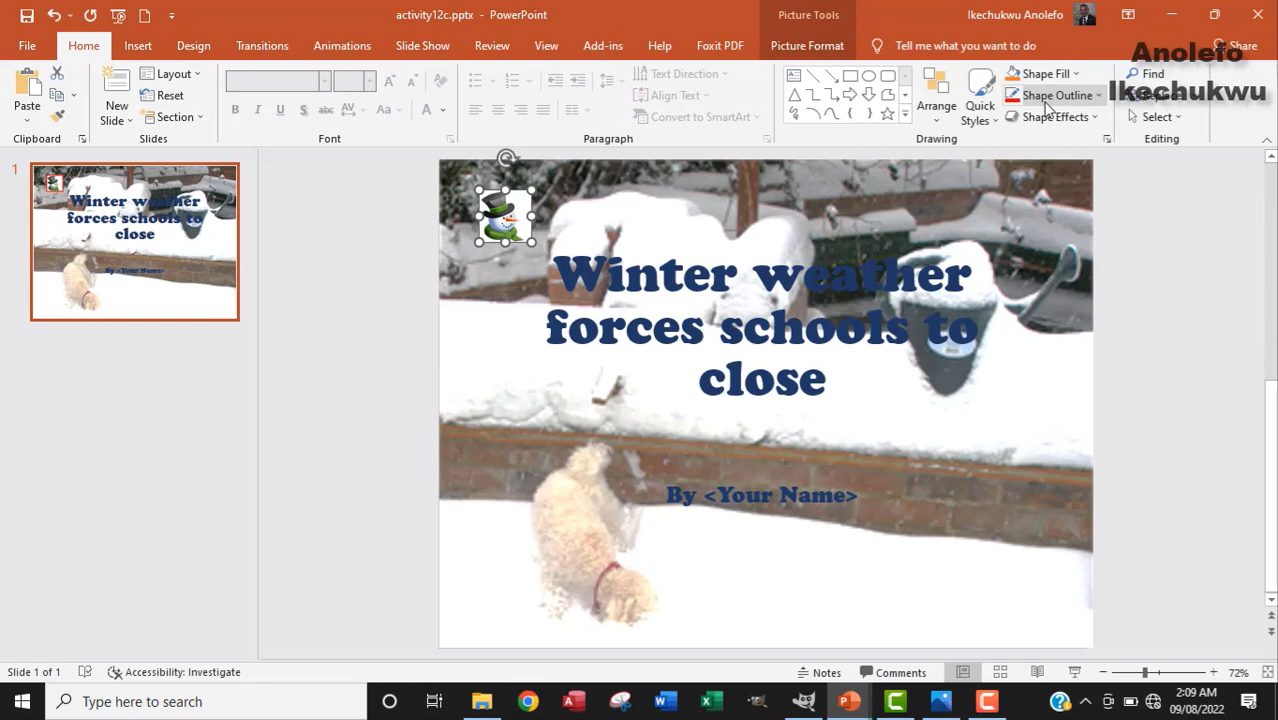 activity12c.pptx - PowerPoint
Picture Tools
Ikechukwu Anolefo
File
Home
Insert
Design
Transitions
Animations
Slide Show
Review
View
Add-ins
Help
Foxit PDF
Picture Format
Tell me what you want to do
Share
Anolefo
Ikechukwu
Paste
New
Slide
Layout
Reset
Section
Text Direction
Align Text
Convert to SmartArt
Arrange
Quick
Styles
Shape Fill
Shape Outline
Shape Effects
Find
Replace
Select
Clipboard
Slides
Font
Paragraph
Drawing
Editing
1
Winter weather
forces schools to
close
By <Your Name>
Winter weather
forces schools to
close
By <Your Name>
Slide 1 of 1
Accessibility: Investigate
Notes
Comments
72%
Type here to search
2:09 AM
09/08/2022